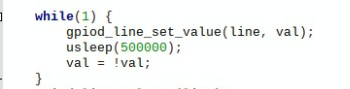 while(1) {
    gpiod_line_set_value(line, val);
    usleep(500000);
    val = !val;
}